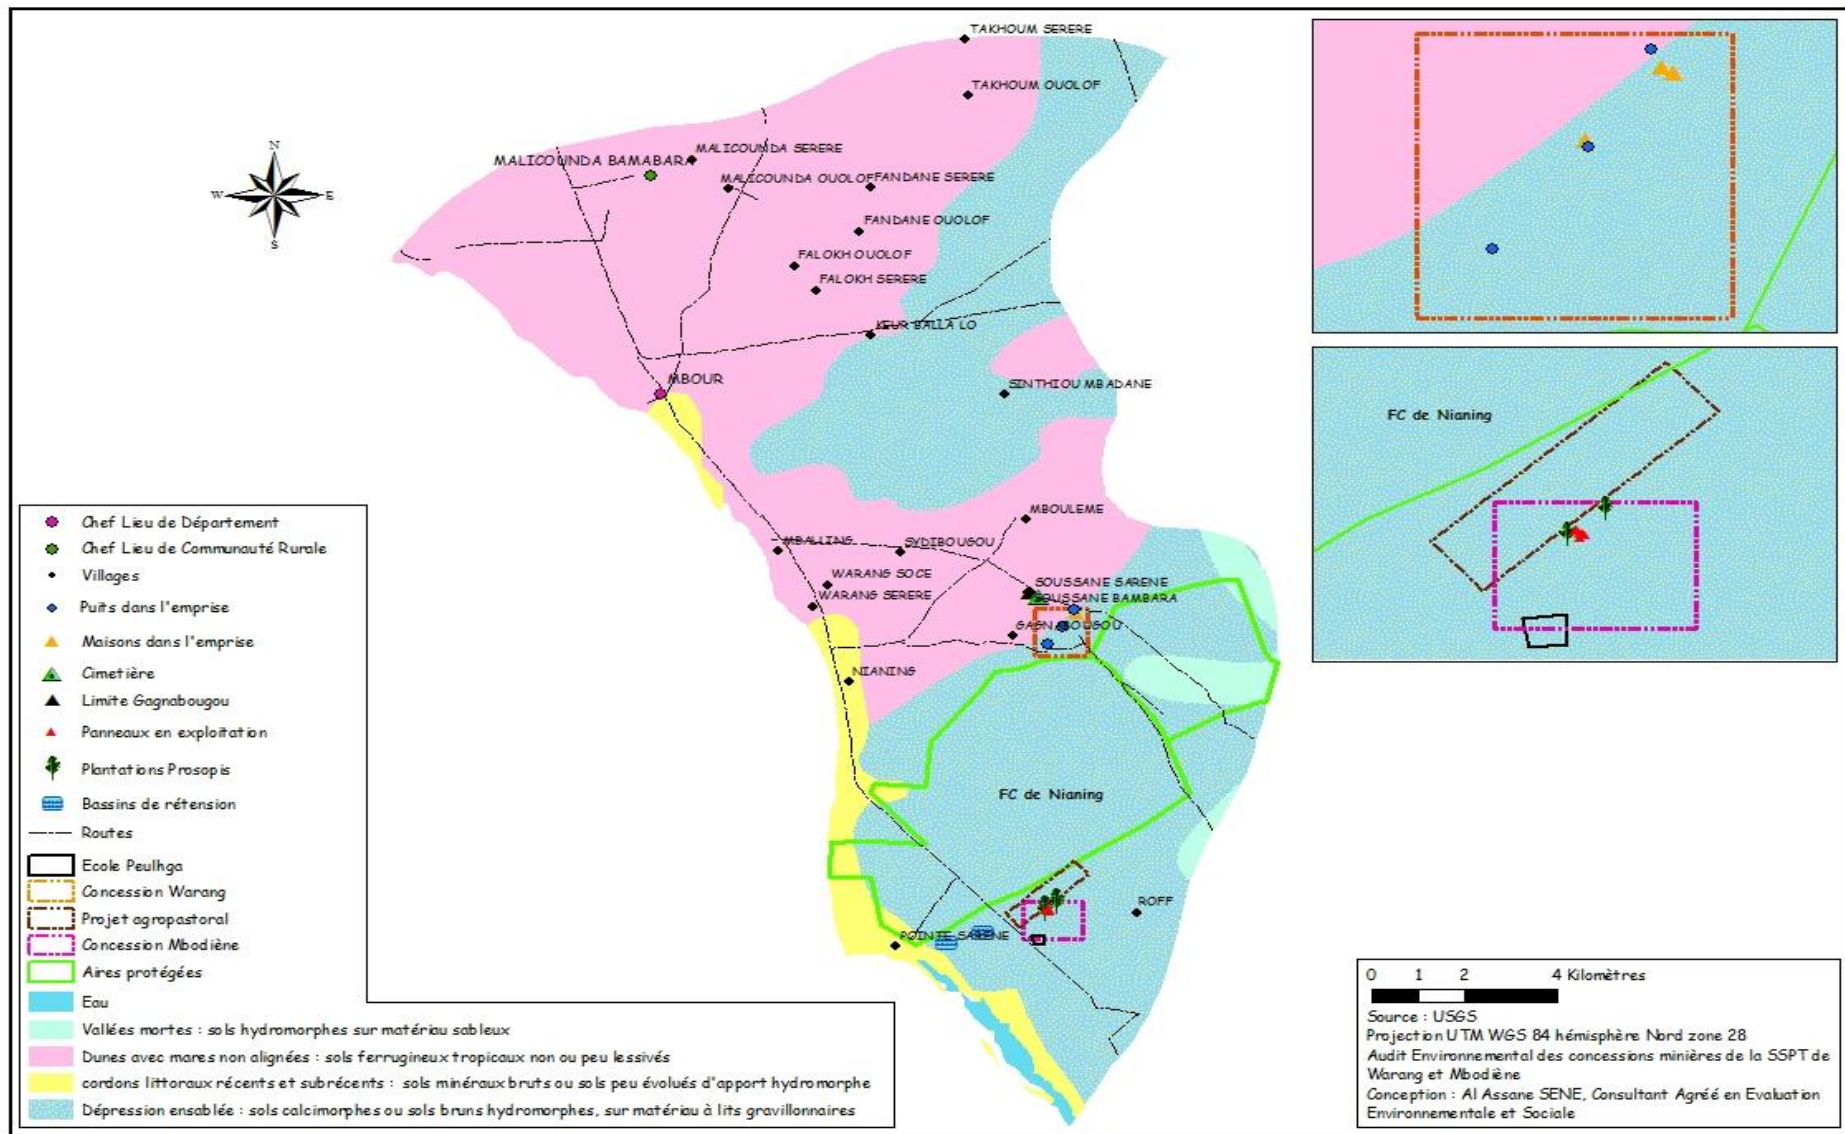 TAKHOUM SERERE
TAKHOUM OUOLOF
N
W
E
S
MALICOUNDA SERERE
MALICOUNDA BAMABARA
MALICOUNDA OUOLOF
FANDANE SERERE
FANDANE OUOLOF
FALOKH OUOLOF
FALOKH SERERE
KEUR BALLA LO
MBOUR
SINTHIOU MBADANE
MBOULEME
MBALLING
SYDIBOUGOU
WARANG SOCE
WARANG SERERE
SOUSSANE SARENE
SOUSSANE BAMBARA
GAGNABOUGOU
NIANING
FC de Nianing
ROFF
POINTE SARENE
FC de Nianing
Chef Lieu de Département
Chef Lieu de Communauté Rurale
Villages
Puits dans l'emprise
Maisons dans l'emprise
Cimetière
Limite Gagnabougou
Panneaux en exploitation
Plantations Prosopis
Bassins de rétension
Routes
Ecole Peulhga
Concession Warang
Projet agropastoral
Concession Mbodiène
Aires protégées
Eau
Vallées mortes : sols hydromorphes sur matériau sableux
Dunes avec mares non alignées : sols ferrugineux tropicaux non ou peu lessivés
cordons littoraux récents et subrécents : sols minéraux bruts ou sols peu évolués d'apport hydromorphe
Dépression ensablée : sols calcimorphes ou sols bruns hydromorphes, sur matériau à lits gravillonnaires
0 1 2 4 Kilomètres
Source : USGS
Projection UTM WGS 84 hémisphère Nord zone 28
Audit Environnemental des concessions minières de la SSPT de
Warang et Mbodiène
Conception : Al Assane SENE, Consultant Agréé en Evaluation
Environnementale et Sociale